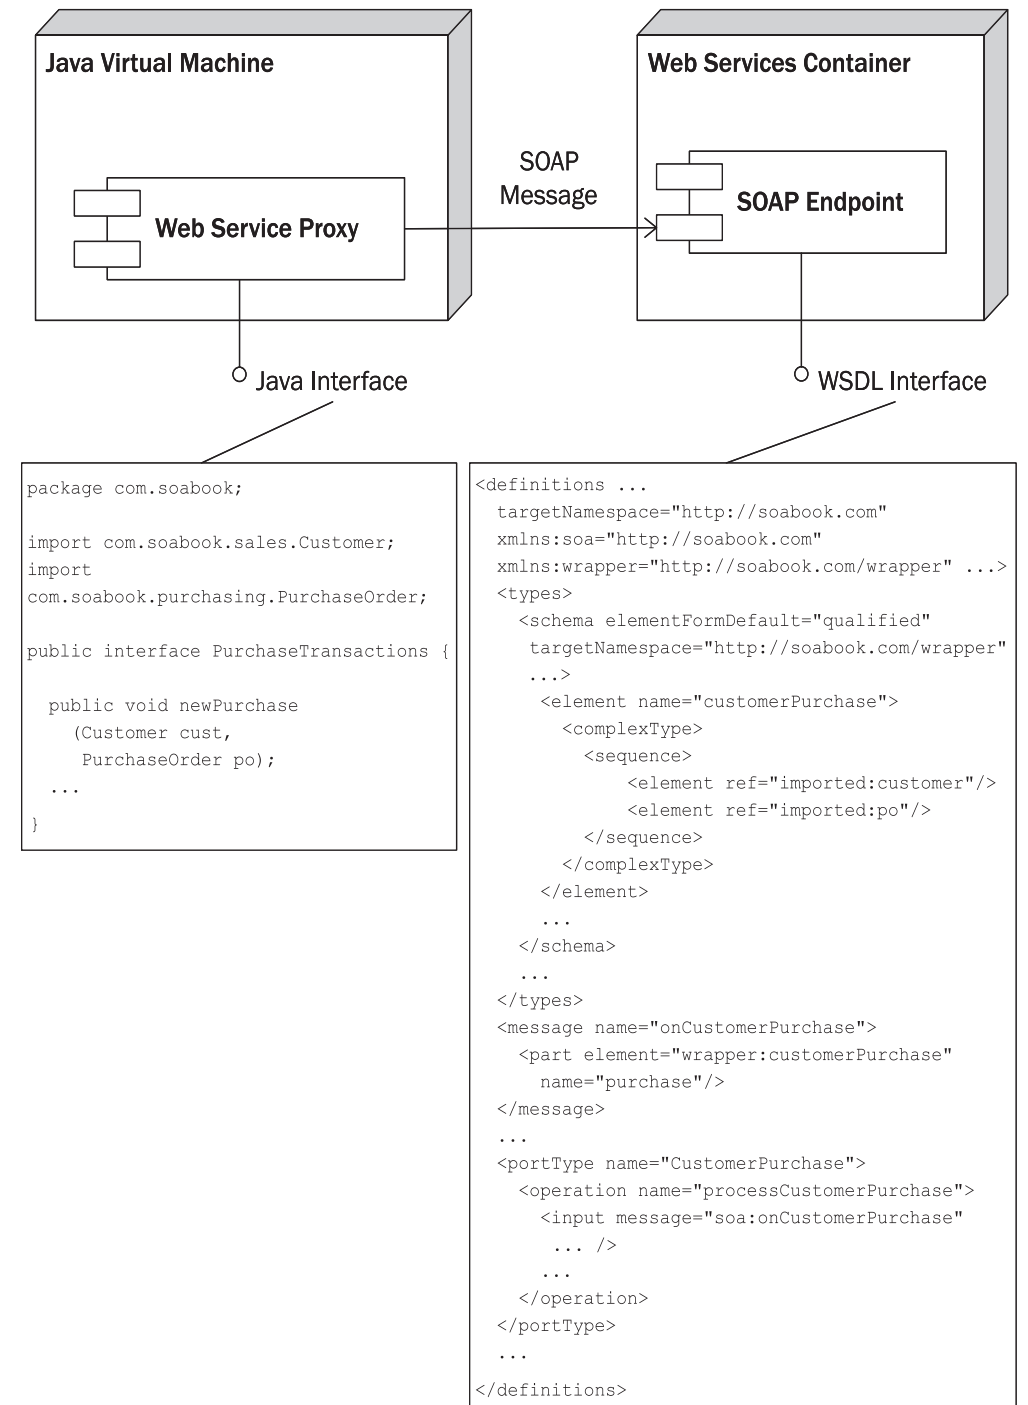 Java Virtual Machine
Web Services Container
SOAP
Message
Web Service Proxy
SOAP Endpoint
Java Interface
WSDL Interface
package com.soabook;
import com.soabook.sales.Customer;
import
com.soabook.purchasing.PurchaseOrder;
public interface PurchaseTransactions {
public void newPurchase
(Customer cust,
PurchaseOrder po);
...
}
<definitions ...
targetNamespace="http://soabook.com"
xmlns:soa="http://soabook.com"
xmlns:wrapper="http://soabook.com/wrapper" ...>
<types>
<schema elementFormDefault="qualified"
targetNamespace="http://soabook.com/wrapper"
...>
<element name="customerPurchase">
<complexType>
<sequence>
<element ref="imported:customer"/>
<element ref="imported:po"/>
</sequence>
</complexType>
</element>
...
</schema>
...
</types>
<message name="onCustomerPurchase">
<part element="wrapper:customerPurchase"
name="purchase"/>
</message>
...
<portType name="CustomerPurchase">
<operation name="processCustomerPurchase">
<input message="soa:onCustomerPurchase"
... />
...
</operation>
</portType>
...
</definitions>